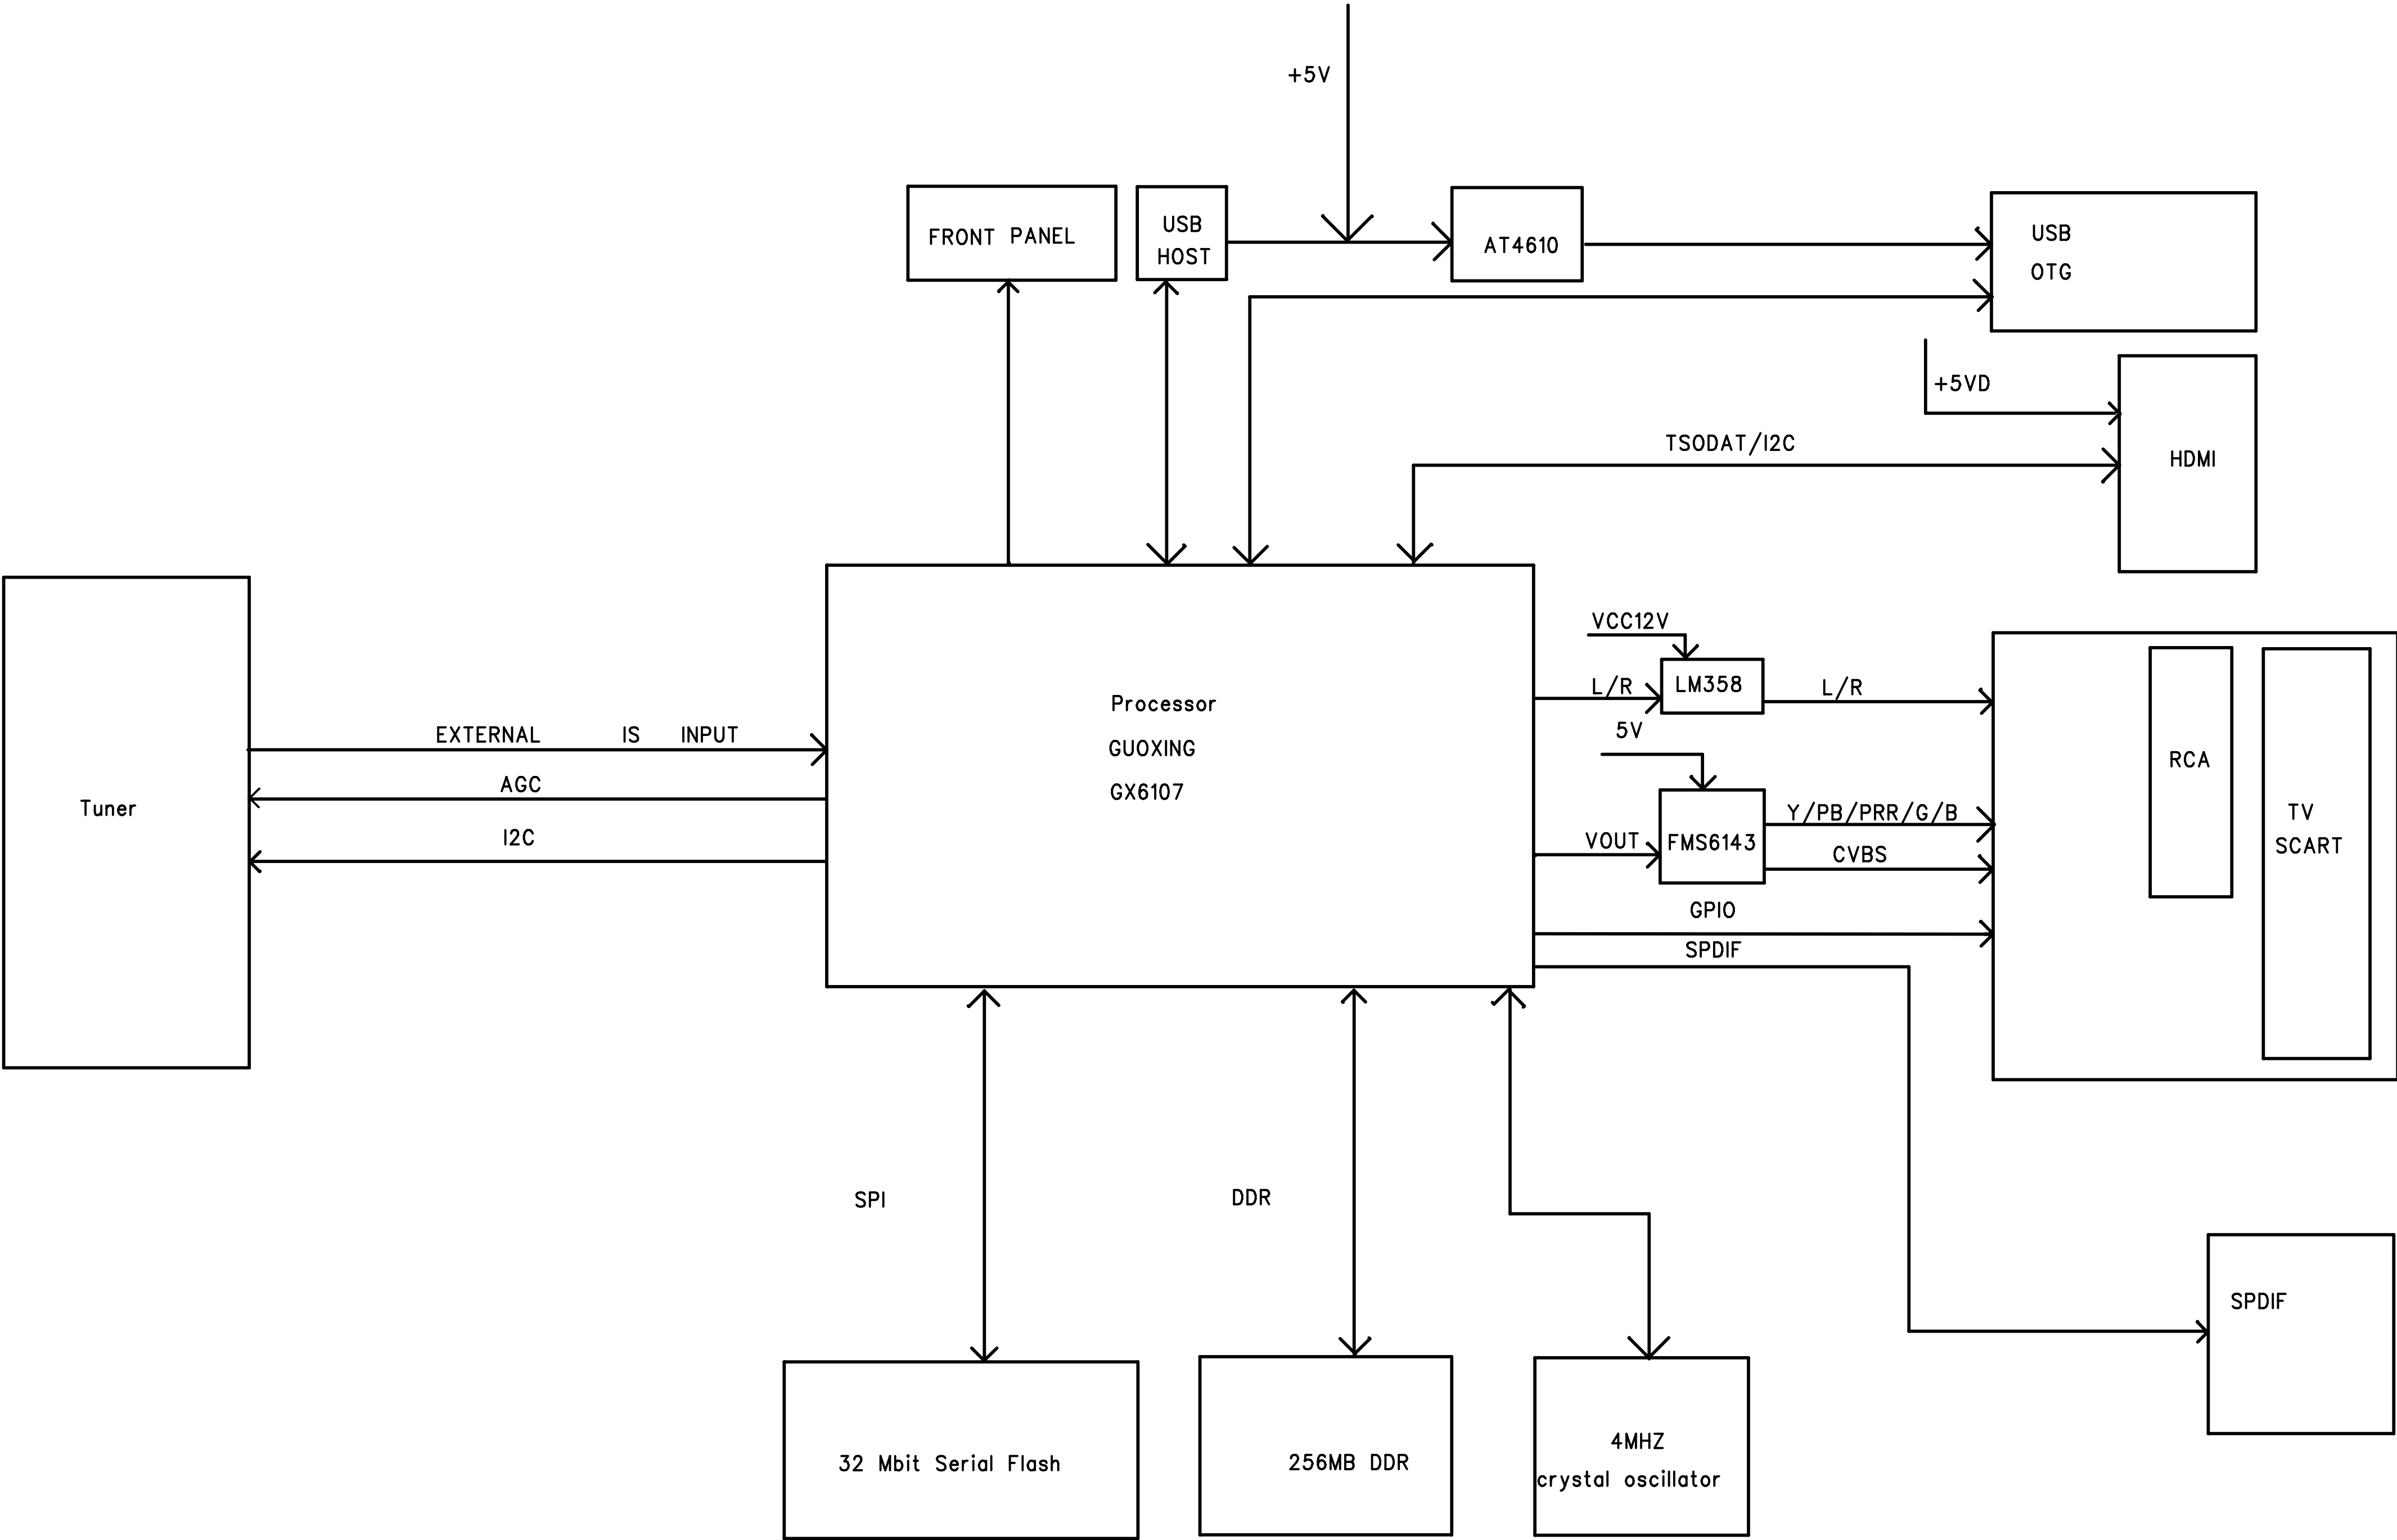 +5V
FRONT PANEL
USB
HOST
AT4610
USB
OTG
+5VD
TSODAT/I2C
HDMI
VCC12V
L/R
LM358
L/R
5V
Processor
GUOXING
GX6107
EXTERNAL IS INPUT
AGC
I2C
Tuner
VOUT
FMS6143
Y/PB/PRR/G/B
CVBS
GPIO
SPDIF
RCA
TV
SCART
SPI
DDR
SPDIF
32 Mbit Serial Flash
256MB DDR
4MHZ
crystal oscillator